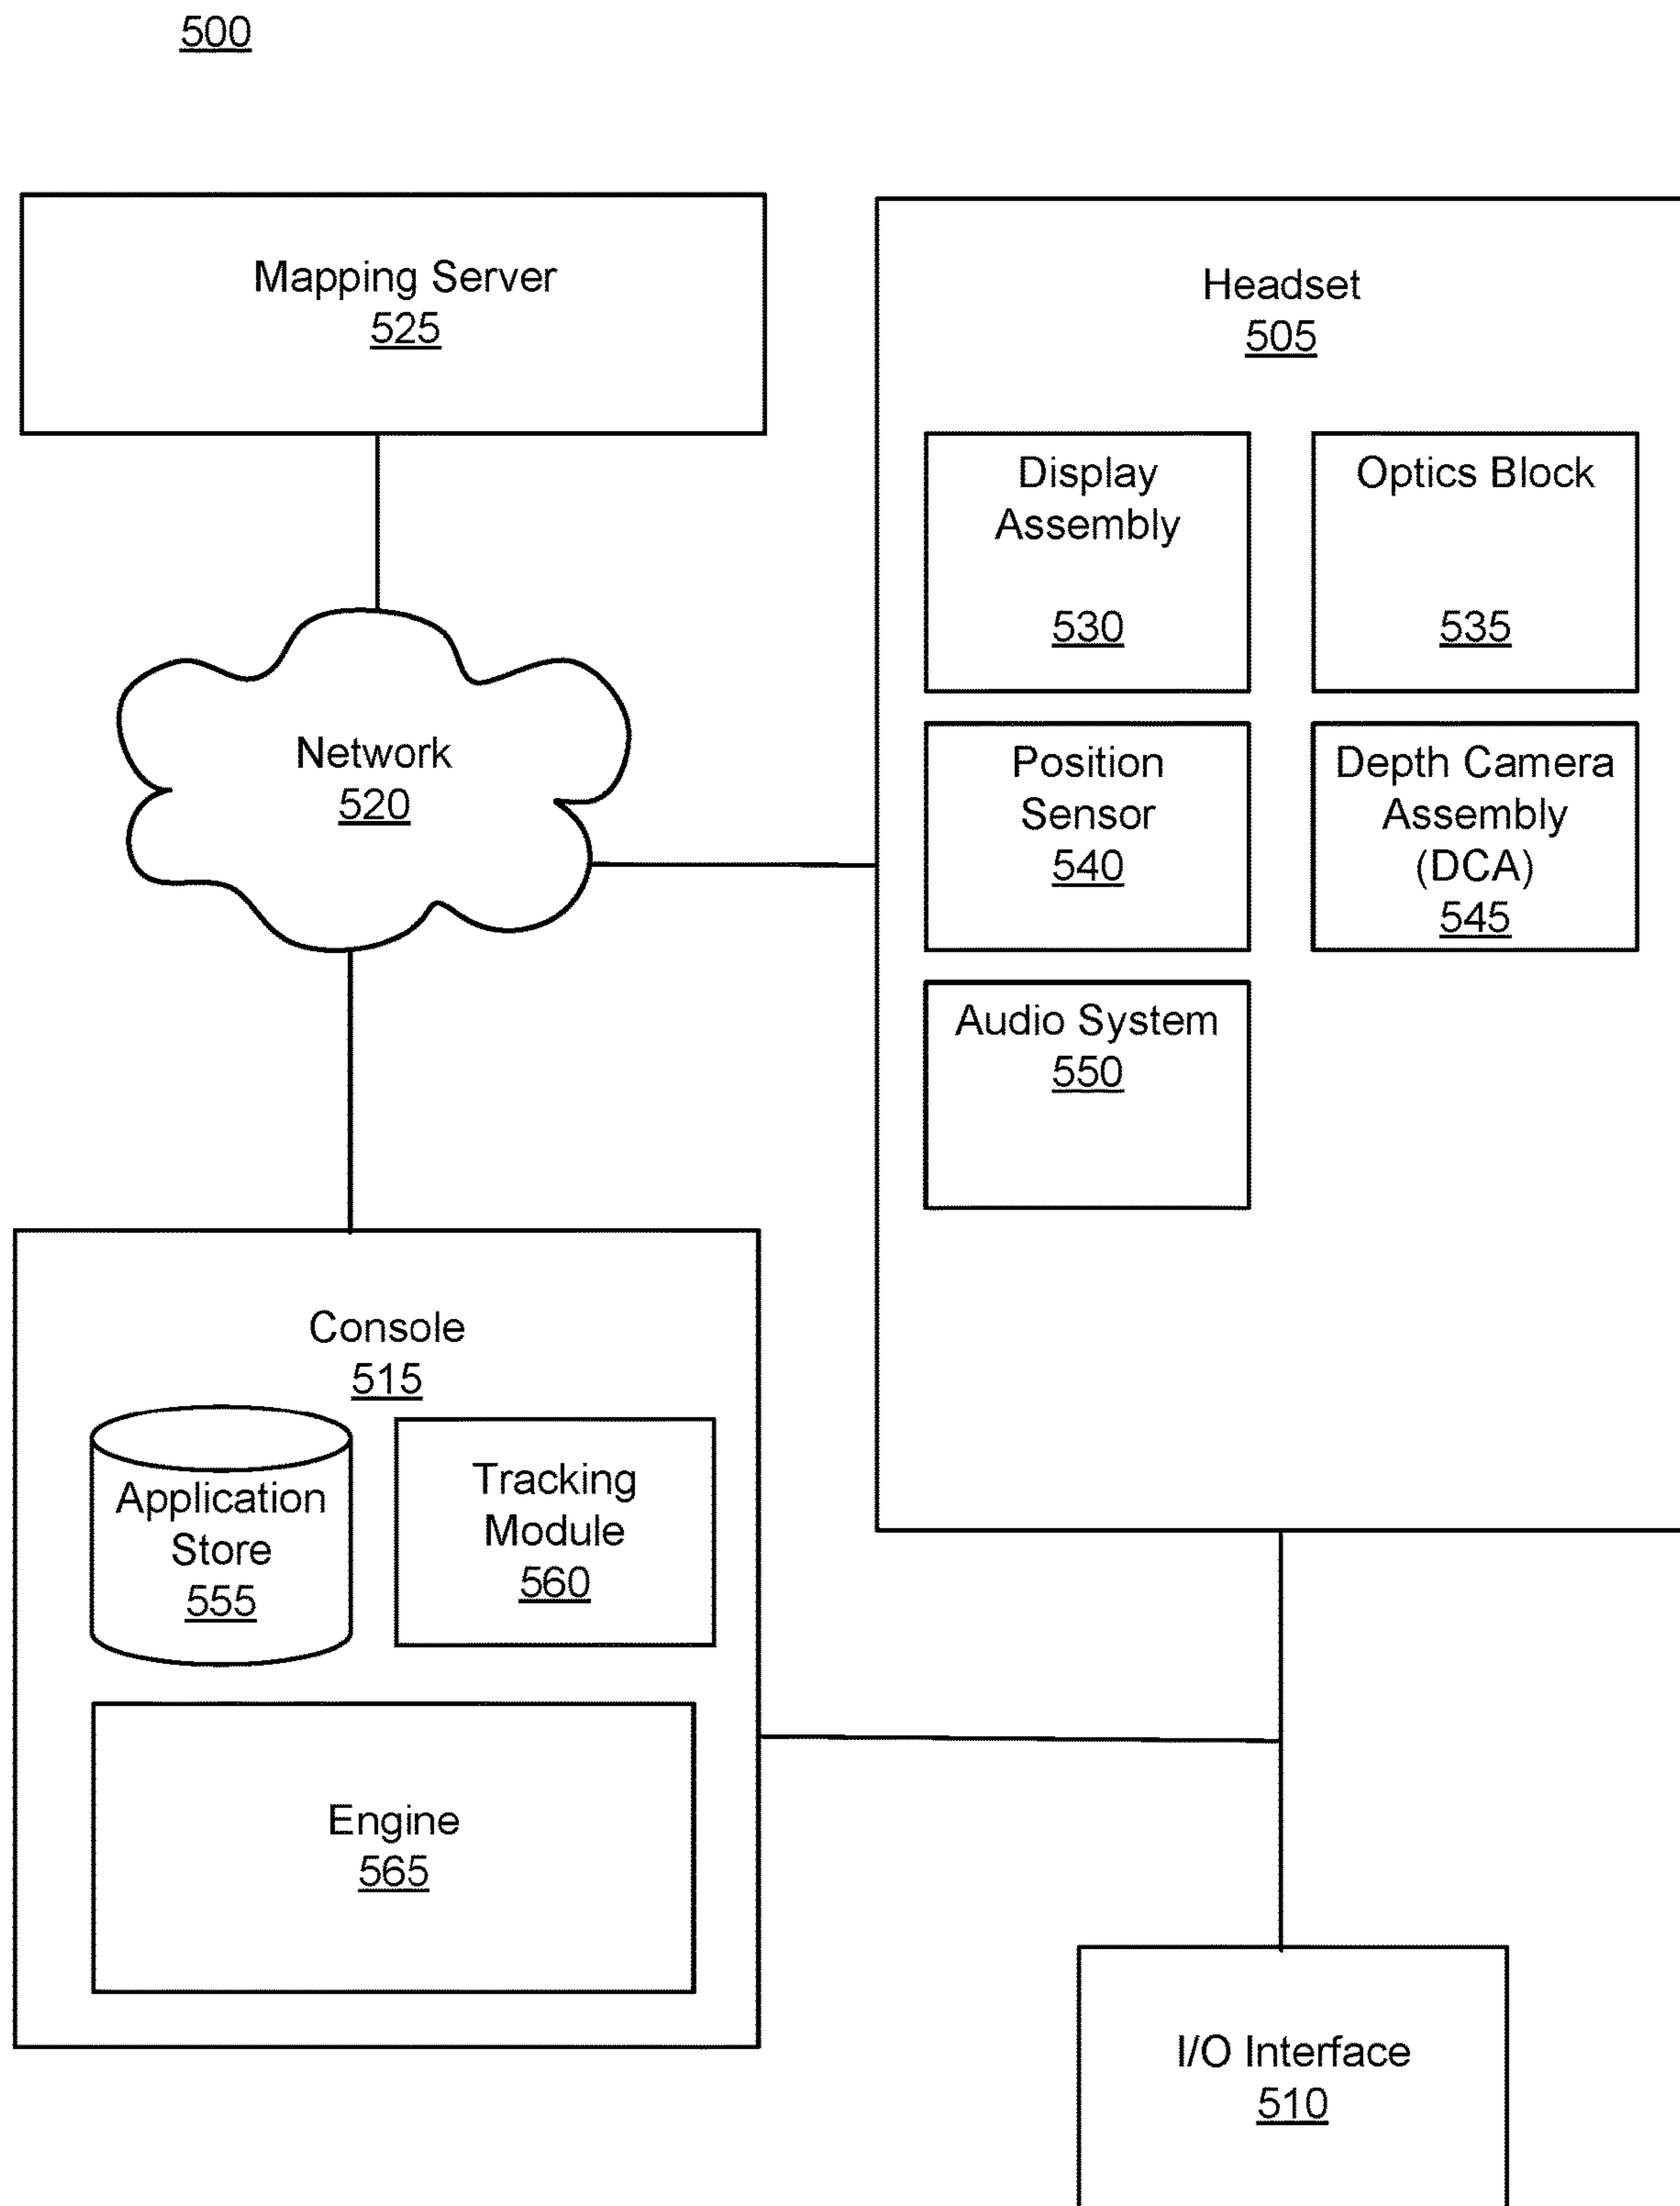 500
Mapping Server
525
Headset
505
Display
Assembly
530
Optics Block
535
Network
520
Position
Sensor
540
Depth Camera
Assembly
(DCA)
545
Audio System
550
Console
515
Application
Store
555
Tracking
Module
560
Engine
565
I/O Interface
510